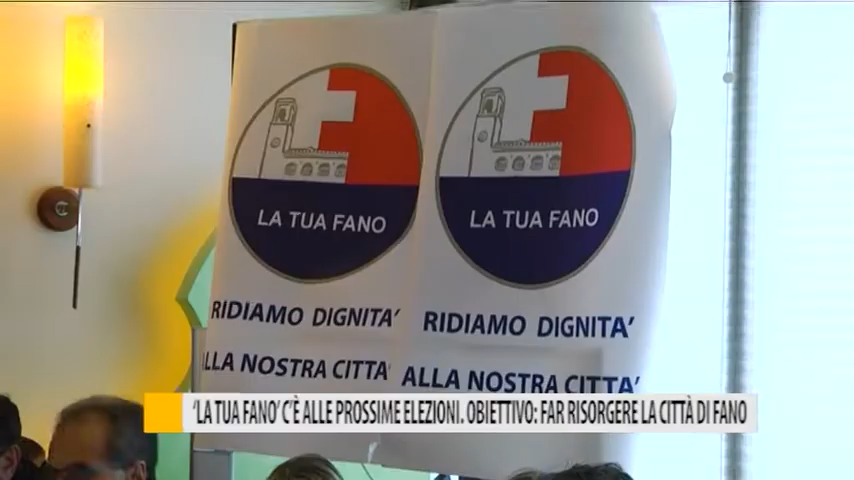 LA TUA FANO
RIDIAMO DIGNITA'
ALLA NOSTRA CITTA'
LA TUA FANO
RIDIAMO DIGNITA'
ALLA NOSTRA CITTA'
'LA TUA FANO' C'È ALLE PROSSIME ELEZIONI. OBIETTIVO: FAR RISORGERE LA CITTÀ DI FANO